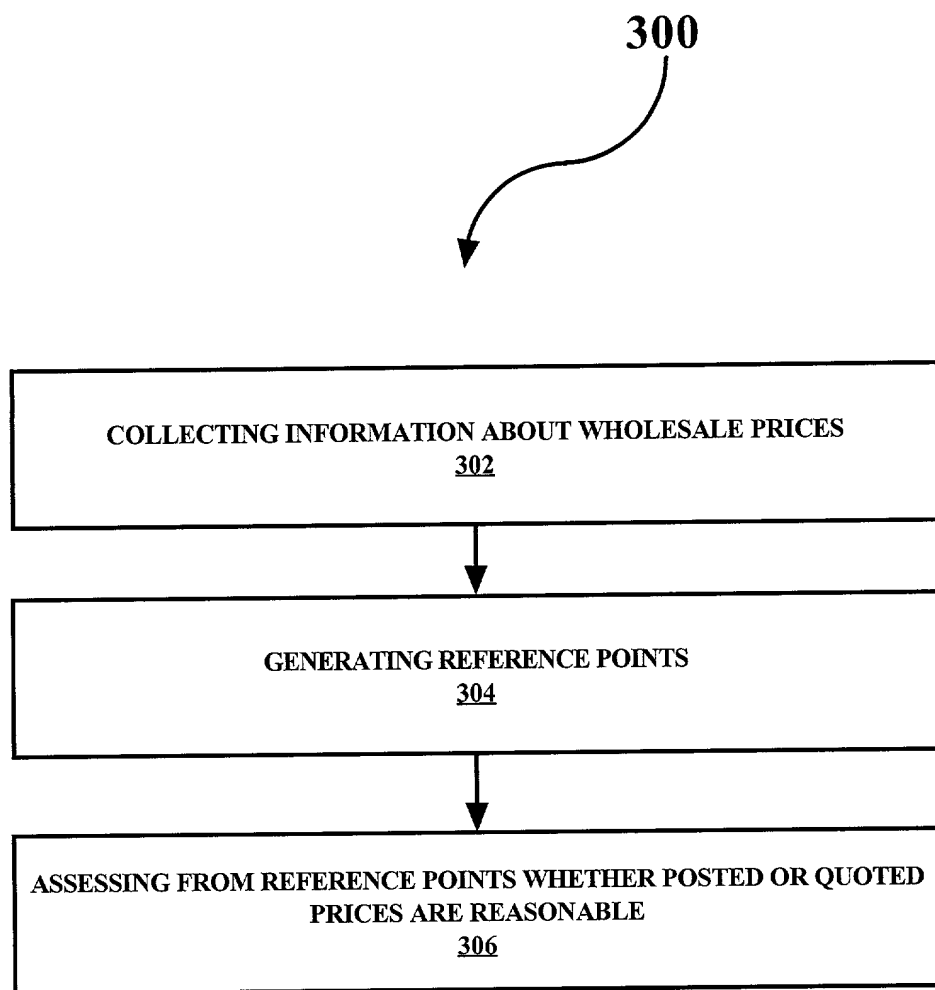 300
COLLECTING INFORMATION ABOUT WHOLESALE PRICES
302
GENERATING REFERENCE POINTS
304
ASSESSING FROM REFERENCE POINTS WHETHER POSTED OR QUOTED
PRICES ARE REASONABLE
306